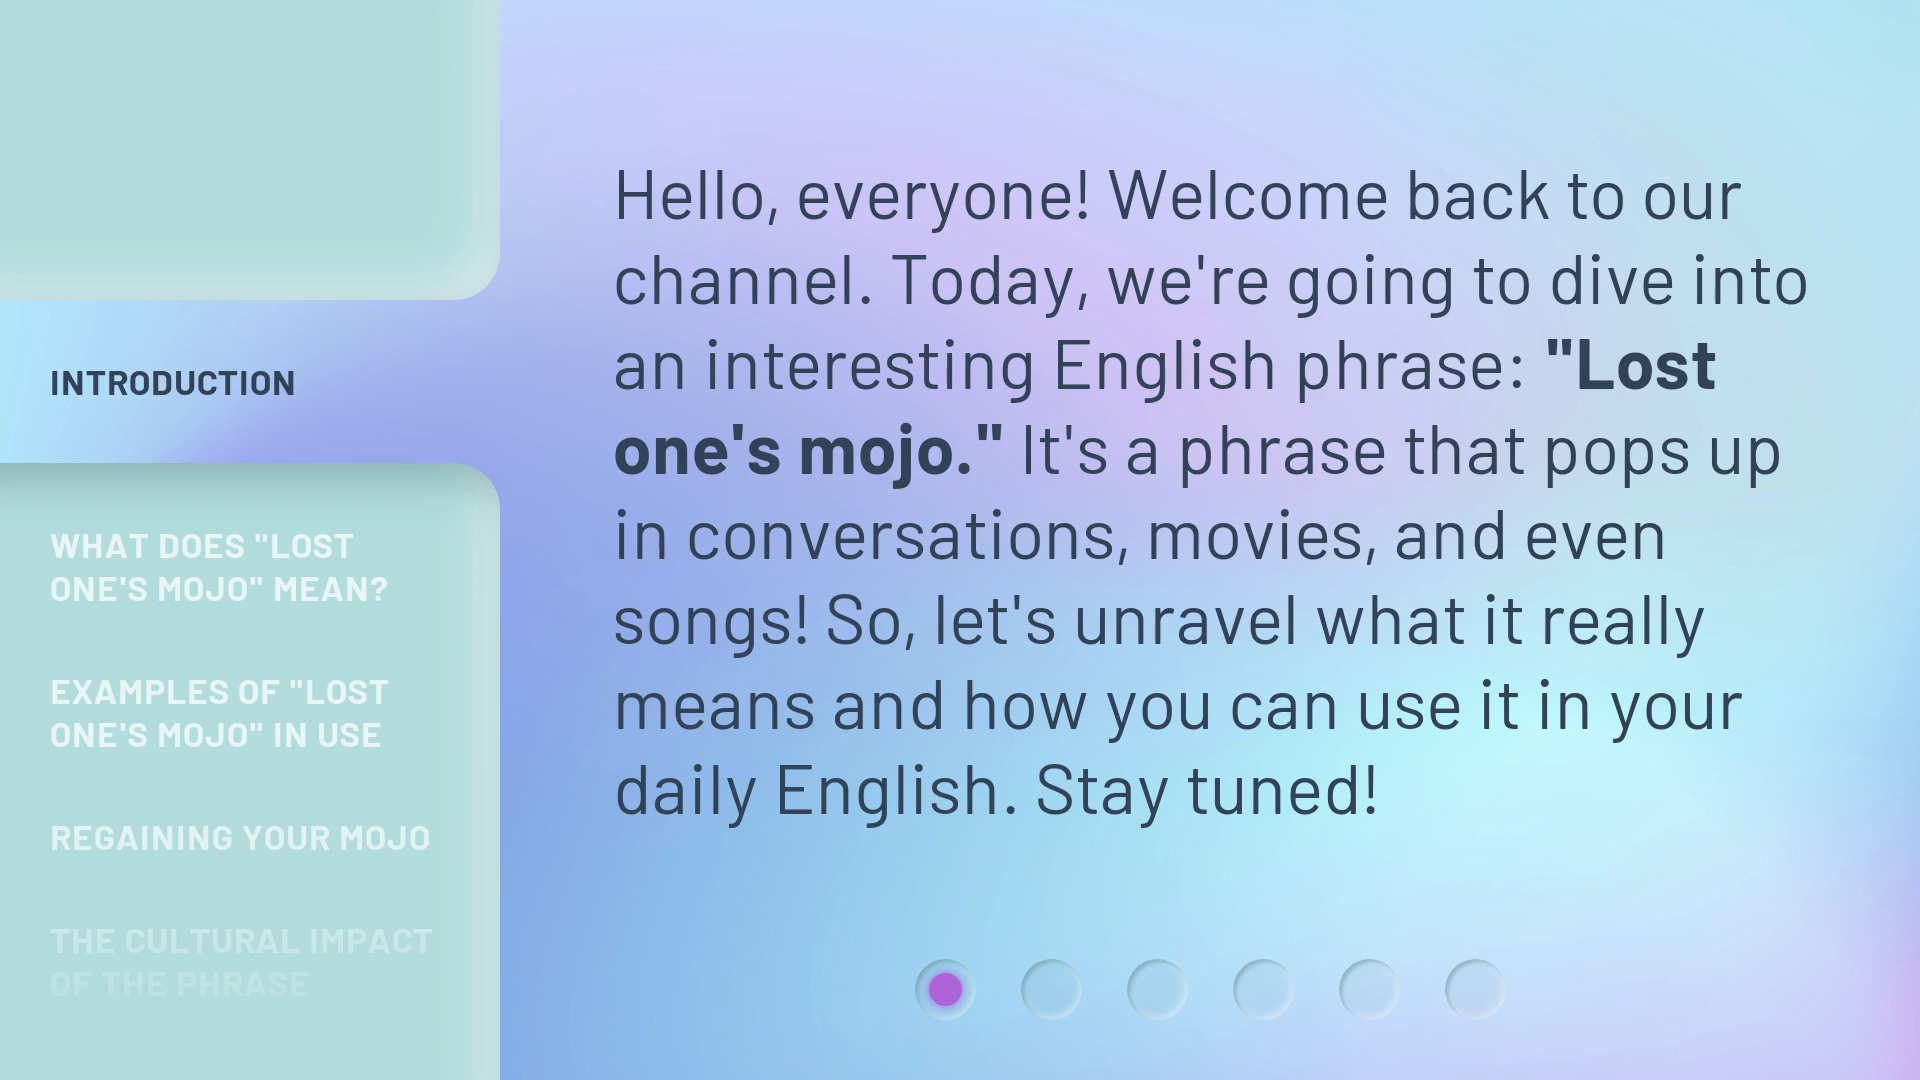 INTRODUCTION
WHAT DOES "LOST
ONE'S MOJO" MEAN?
EXAMPLES OF "LOST
ONE'S MOJO" IN USE
REGAINING YOUR MOJO
THE CULTURAL IMPACT
OF THE PHRASE
Hello, everyone! Welcome back to our
channel. Today, we're going to dive into
an interesting English phrase: "Lost
one's mojo." It's a phrase that pops up
in conversations, movies, and even
songs! So, let's unravel what it really
means and how you can use it in your
daily English. Stay tuned!